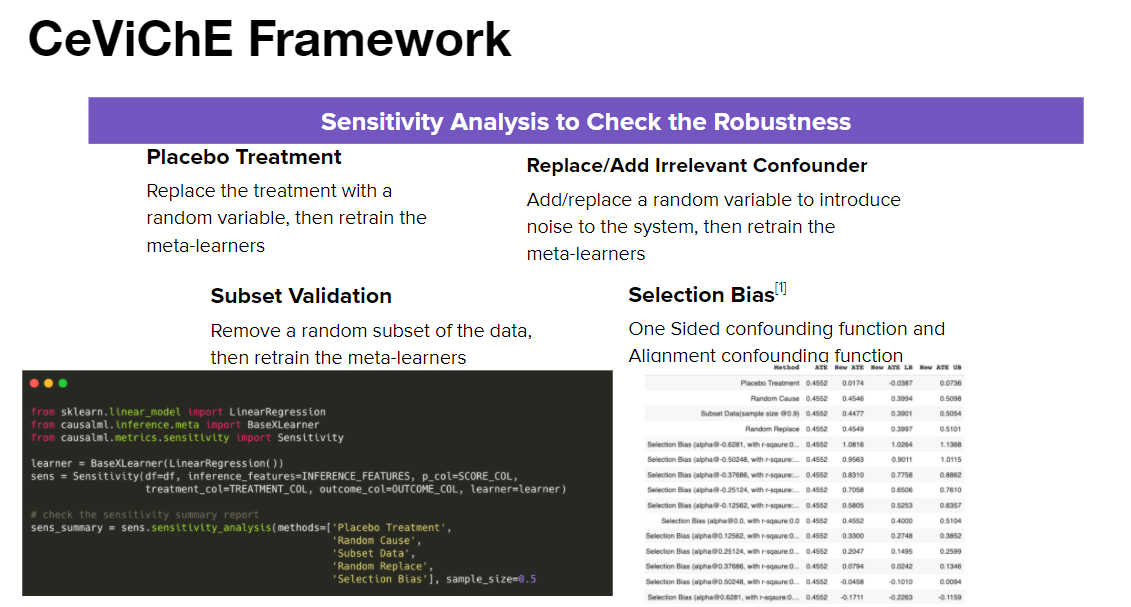 CeViChE Framework
Sensitivity Analysis to Check the Robustness
Placebo Treatment
Replace the treatment with a
random variable, then retrain the
meta-learners
Replace/Add Irrelevant Confounder
Add/replace a random variable to introduce
noise to the system, then retrain the
meta-learners
Subset Validation
Remove a random subset of the data,
then retrain the meta-learners
Selection Bias[1]
One Sided confounding function and
Alignment confounding function
from sklearn.linear_model import LinearRegression
from causalml.inference.meta import BaseXLearner
from causalml.metrics.sensitivity import Sensitivity
learner = BaseXLearner(LinearRegression())
sens = Sensitivity(df=df, inference_features=INFERENCE_FEATURES, p_col=SCORE_COL,
treatment_col=TREATMENT_COL, outcome_col=OUTCOME_COL, learner=learner)
# check the sensitivity summary report
sens_summary = sens.sensitivity_analysis(methods=['Placebo Treatment',
'Random Cause',
'Subset Data',
'Random Replace',
'Selection Bias'], sample_size=0.5
Method ATE New ATE New ATE LB New ATE UB
Placebo Treatment 0.4552 0.0174 -0.0387 0.0736
Random Cause 0.4552 0.4546 0.3994 0.5098
Subset Data(sample size @0.9) 0.4552 0.4477 0.3901 0.5054
Random Replace 0.4552 0.4549 0.3997 0.5101
Selection Bias (alpha@-0.6281, with r-sqaure:0... 0.4552 1.0816 1.0264 1.1368
Selection Bias (alpha@-0.50248, with r-sqaure:... 0.4552 0.9563 0.9011 1.0115
Selection Bias (alpha@-0.37686, with r-sqaure:... 0.4552 0.8310 0.7758 0.8862
Selection Bias (alpha@-0.25124, with r-sqaure:... 0.4552 0.7058 0.6506 0.7610
Selection Bias (alpha@-0.12562, with r-sqaure:... 0.4552 0.5805 0.5253 0.6357
Selection Bias (alpha@0.0, with r-sqaure:0.0 0.4552 0.4552 0.4000 0.5104
Selection Bias (alpha@0.12562, with r-sqaure:0... 0.4552 0.3300 0.2748 0.3852
Selection Bias (alpha@0.25124, with r-sqaure:0... 0.4552 0.2047 0.1495 0.2599
Selection Bias (alpha@0.37686, with r-sqaure:0... 0.4552 0.0794 0.0242 0.1346
Selection Bias (alpha@0.50248, with r-sqaure:0... 0.4552 -0.0458 -0.1010 0.0094
Selection Bias (alpha@0.6281, with r-sqaure:0.... 0.4552 -0.1711 -0.2263 -0.1159